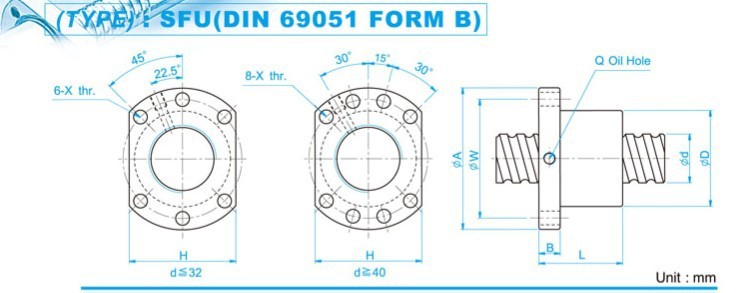 (TYPE) : SFU(DIN 69051 FORM B)
45°
22.5°
6-X thr.
H
d≦32
30°
15°
30°
8-X thr.
H
d≧40
Q Oil Hole
øA
øW
ød
øD
B
L
Unit : mm